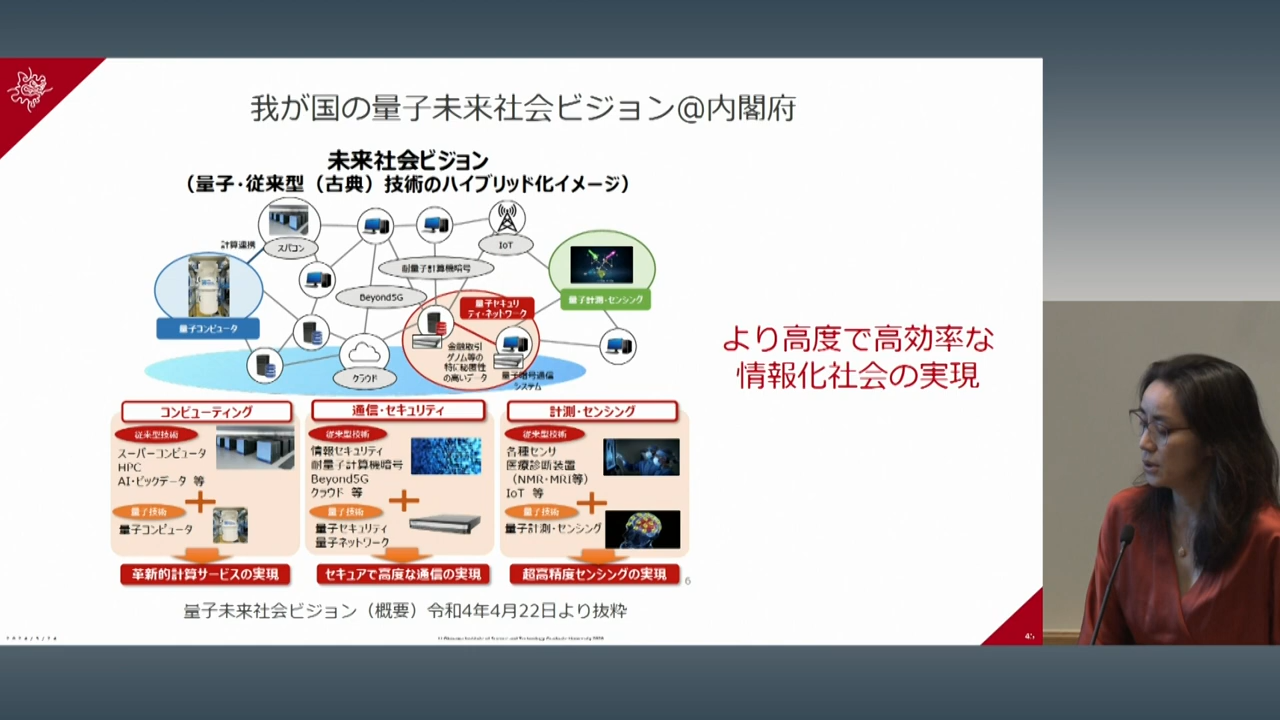 我が国の量子未来社会ビジョン@内閣府
未来社会ビジョン
（量子･従来型（古典）技術のハイブリッド化イメージ）
スパコン
IoT
計算連携
耐量子計算機暗号
Beyond5G
量子コンピュータ
量子セキュリ
ティ･ネットワーク
量子計測･センシング
金融取引
ゲノム等の
特に秘匿性
の高いデータ
クラウド
量子暗号通信
システム
より高度で高効率な
情報化社会の実現
コンピューティング
従来型技術
スーパーコンピュータ
HPC
AI･ビックデータ 等
量子技術
量子コンピュータ
革新的計算サービスの実現
通信･セキュリティ
従来型技術
情報セキュリティ
耐量子計算機暗号
Beyond5G
クラウド 等
量子技術
量子セキュリティ
量子ネットワーク
セキュアで高度な通信の実現
計測･センシング
従来型技術
各種センサ
医療診断装置
（NMR･MRI等）
IoT 等
量子技術
量子計測･センシング
超高精度センシングの実現
6
量子未来社会ビジョン（概要）令和4年4月22日より抜粋